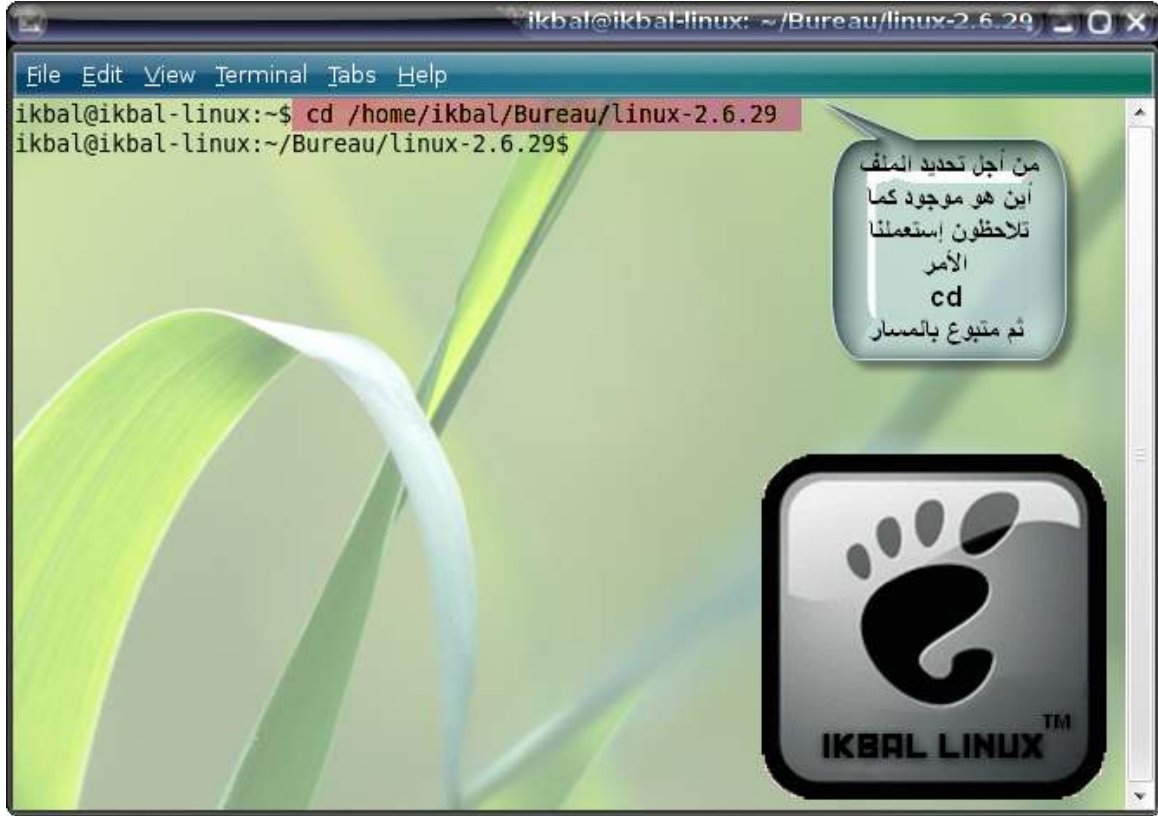 ikbal@ikbal-linux: ~/Bureau/linux-2.6.29
File Edit View Terminal Tabs Help
ikbal@ikbal-linux:~$ cd /home/ikbal/Bureau/linux-2.6.29
ikbal@ikbal-linux:~/Bureau/linux-2.6.29$
من أجل تحديد الملف
أين هو موجود كما
تلاحظون إستعملنا
الأمر
cd
ثم متبوع بالمسار
IKBAL LINUX TM